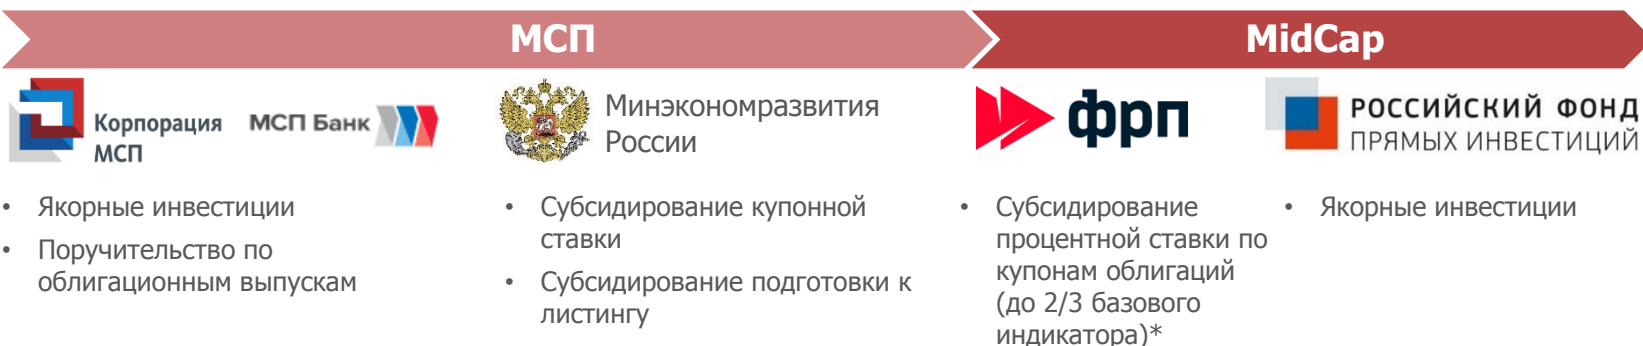 МСП
MidCap
Корпорация
МСП
МСП Банк
Минэкономразвития
России
фрп
РОССИЙСКИЙ ФОНД
ПРЯМЫХ ИНВЕСТИЦИЙ
• Якорные инвестиции
• Поручительство по
облигационным выпускам
• Субсидирование купонной
ставки
• Субсидирование подготовки к
листингу
• Субсидирование
процентной ставки по
купонам облигаций
(до 2/3 базового
индикатора)*
• Якорные инвестиции